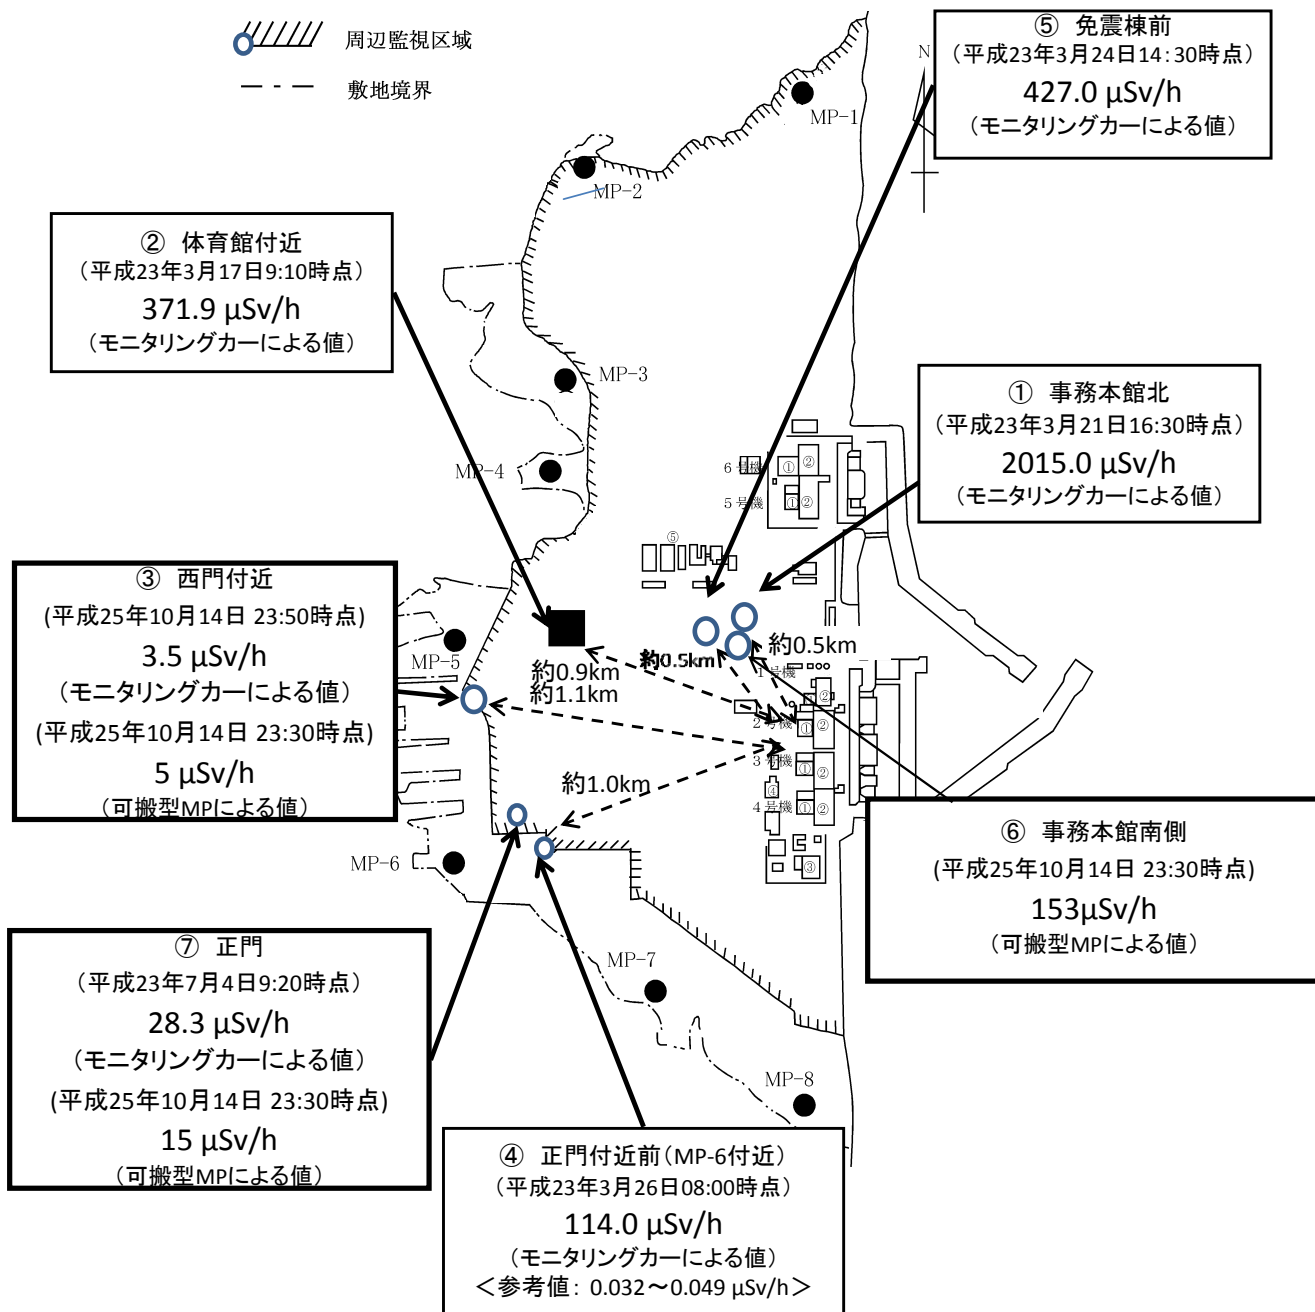 周辺監視区域
敷地境界
⑤ 免震棟前
（平成23年3月24日14：30時点）
427.0 µSv/h
（モニタリングカーによる値）
N
MP-1
MP-2
② 体育館付近
（平成23年3月17日9:10時点）
371.9 µSv/h
（モニタリングカーによる値）
MP-3
① 事務本館北
（平成23年3月21日16:30時点）
2015.0 µSv/h
（モニタリングカーによる値）
MP-4
6号機
① ②
5号機
① ②
⑤
③ 西門付近
(平成25年10月14日 23:50時点)
3.5 µSv/h
（モニタリングカーによる値）
(平成25年10月14日 23:30時点)
5 µSv/h
（可搬型MPによる値）
MP-5
約0.9km
約1.1km
約0.5km
約0.5km
1号機
②
2号機
① ②
3号機
① ②
④
4号機
① ②
③
約1.0km
MP-6
⑥ 事務本館南側
(平成25年10月14日 23:30時点)
153µSv/h
（可搬型MPによる値）
⑦ 正門
（平成23年7月4日9:20時点）
28.3 µSv/h
（モニタリングカーによる値）
(平成25年10月14日 23:30時点)
15 µSv/h
（可搬型MPによる値）
MP-7
MP-8
④ 正門付近前（MP-6付近）
（平成23年3月26日08:00時点）
114.0 µSv/h
（モニタリングカーによる値）
＜参考値： 0.032～0.049 µSv/h＞